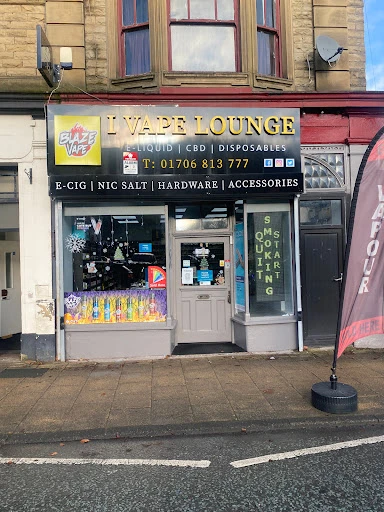 BLAZE
VAPE
I VAPE LOUNGE
E-LIQUID | CBD | DISPOSABLES
T: 01706 813 777
E-CIG | NIC SALT | HARDWARE | ACCESSORIES
QUIT
SMOKING
START
VAPOUR